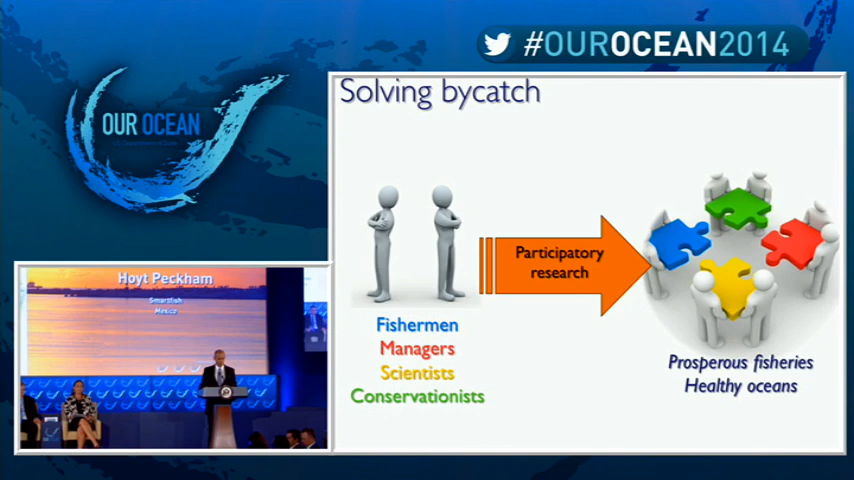 #OUROCEAN2014
OUR OCEAN
Solving bycatch
Participatory
research
Hoyt Peckham
Smartfish
Mexico
Fishermen
Managers
Scientists
Conservationists
Prosperous fisheries
Healthy oceans